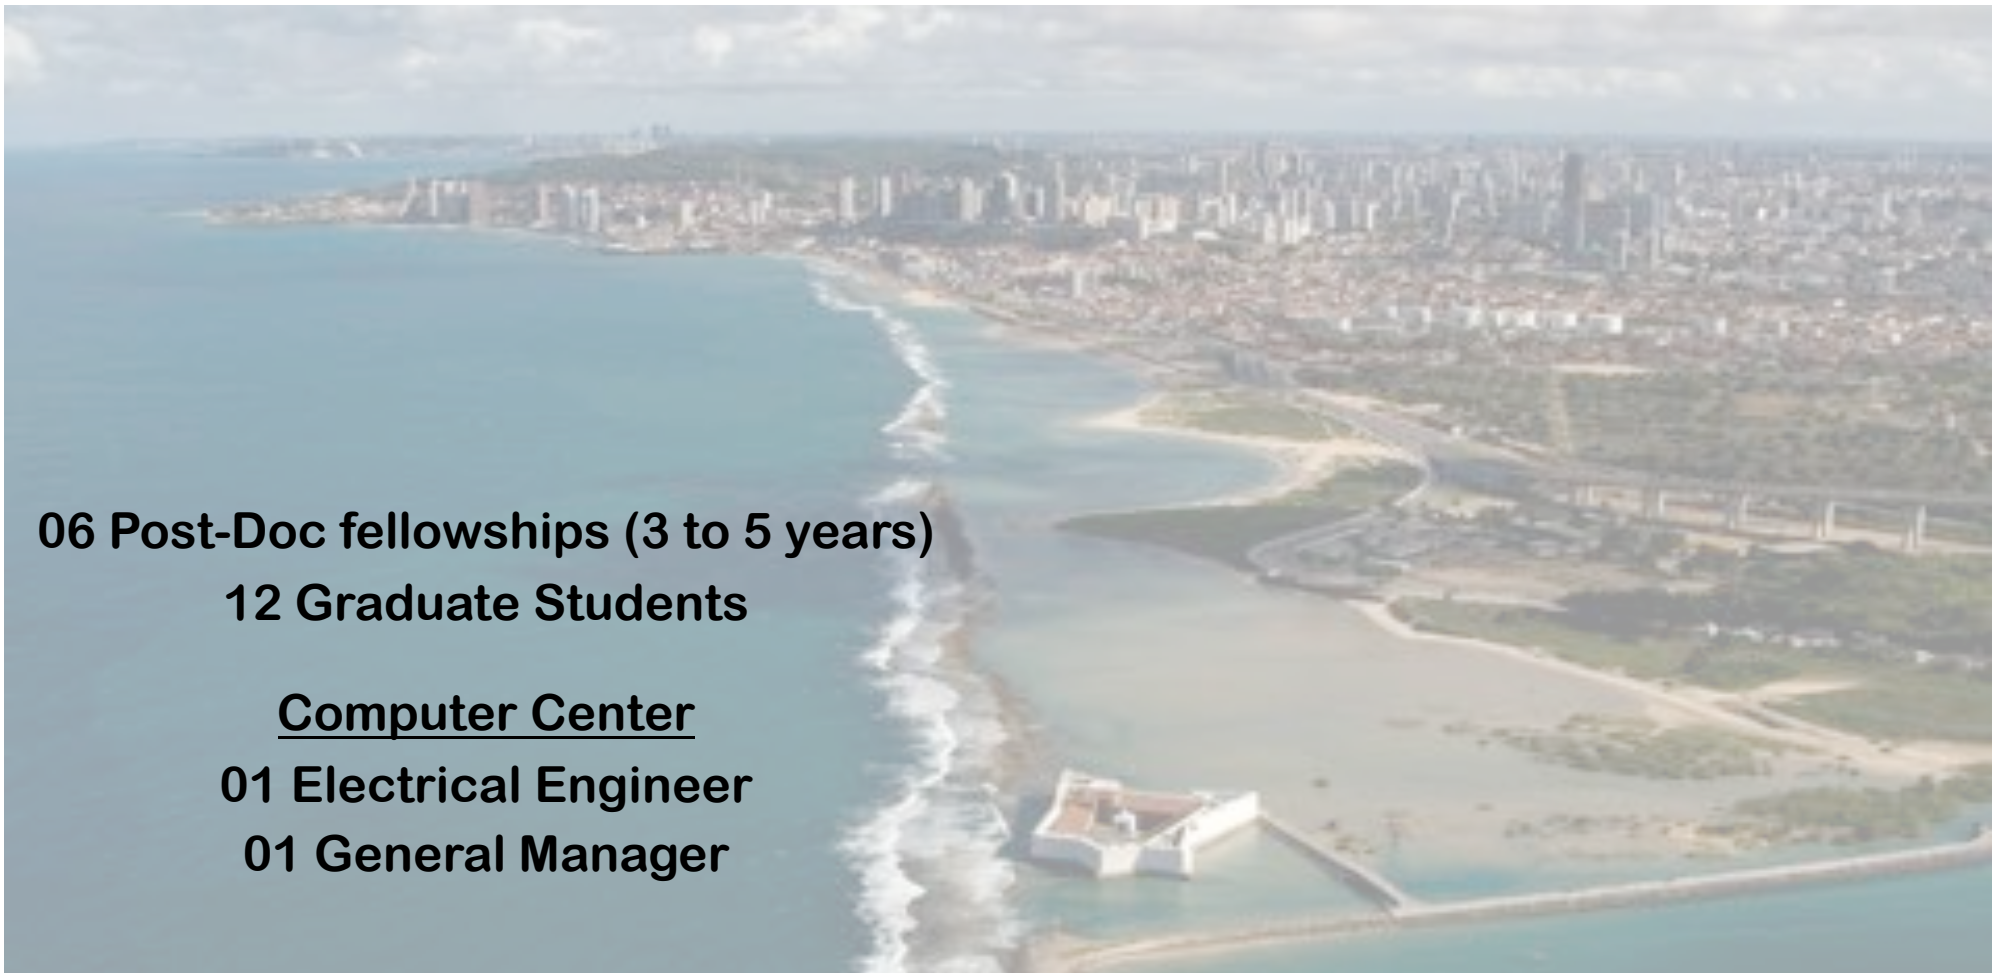 06 Post-Doc fellowships (3 to 5 years)
12 Graduate Students
Computer Center
01 Electrical Engineer
01 General Manager